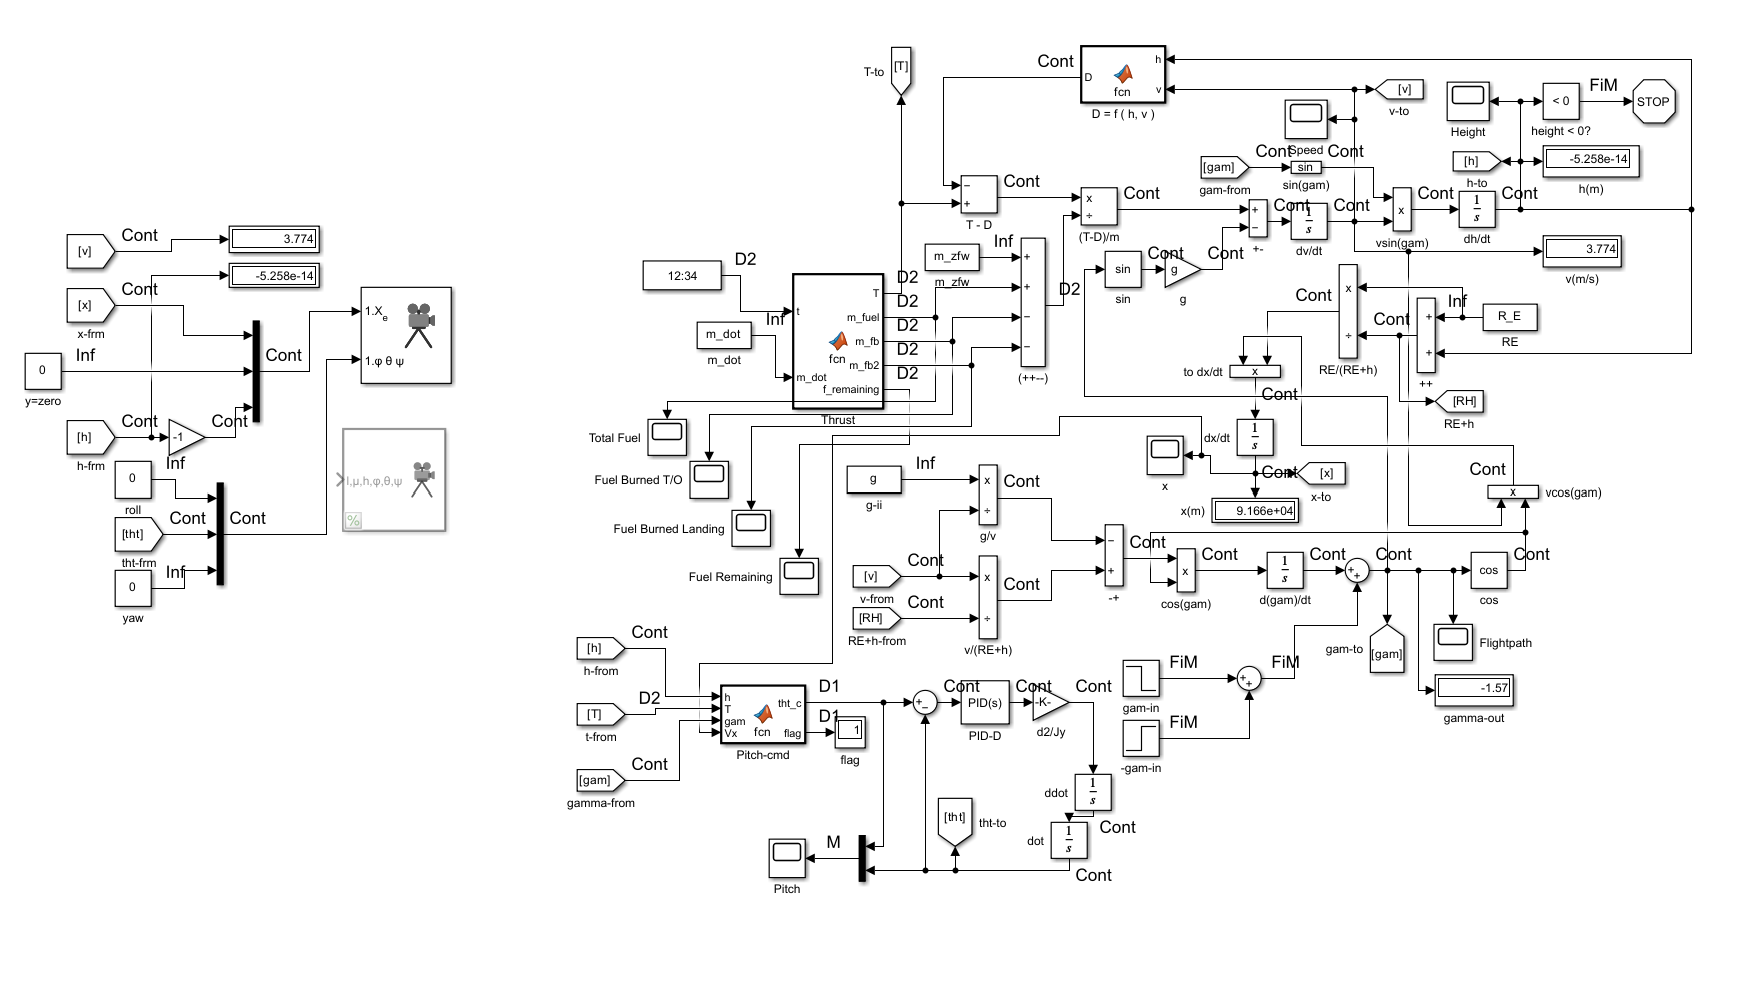 [v]
Cont
3.774
-5.258e-14
[x]
x-frm
Cont
Inf
0
y=zero
Cont
[h]
h-frm
-1
Cont
Inf
0
roll
[tht]
tht-frm
Cont
Cont
Inf
0
yaw
1.Xe
1.φ θ ψ
l,μ,h,φ,θ,ψ
%
T-to
[T]
Cont
D
h
v
fcn
D = f ( h, v )
[v]
v-to
Speed
Height
< 0
height < 0?
FiM
STOP
[h]
h-to
-5.258e-14
h(m)
[gam]
gam-from
Cont
sin
sin(gam)
Cont
−
+
T - D
Cont
x
÷
(T-D)/m
Cont
+
−
+-
Cont
1
s
dv/dt
Cont
x
vsin(gam)
Cont
1
s
dh/dt
Cont
3.774
v(m/s)
12:34
D2
m_dot
m_dot
Inf
t
m_dot
fcn
T
m_fuel
m_fb
m_fb2
f_remaining
Thrust
D2
D2
D2
D2
D2
m_zfw
m_zfw
Inf
+
+
−
−
(++--)
D2
sin
sin
Cont
g
g
Cont
Cont
x
÷
RE/(RE+h)
Cont
+
+
++
Inf
R_E
RE
[RH]
RE+h
to dx/dt
x
Cont
dx/dt
1
s
Cont
x
[x]
x-to
x(m)
9.166e+04
Total Fuel
Fuel Burned T/O
Fuel Burned Landing
Fuel Remaining
g
g-ii
Inf
x
÷
g/v
Cont
[v]
v-from
Cont
[RH]
RE+h-from
Cont
x
÷
v/(RE+h)
Cont
−
+
-+
Cont
x
cos(gam)
Cont
1
s
d(gam)/dt
Cont
+
+
Cont
cos
cos
Cont
Cont
x
vcos(gam)
gam-to
[gam]
Flightpath
-1.57
gamma-out
gam-in
FiM
-gam-in
FiM
+
+
FiM
[h]
h-from
Cont
[T]
t-from
D2
[gam]
gamma-from
Cont
h
T
gam
Vx
fcn
tht_c
flag
Pitch-cmd
D1
D1
1
flag
+
−
Cont
PID(s)
PID-D
Cont
-K-
d2/Jy
Cont
ddot
1
s
dot
1
s
Cont
Cont
[tht]
tht-to
M
Pitch